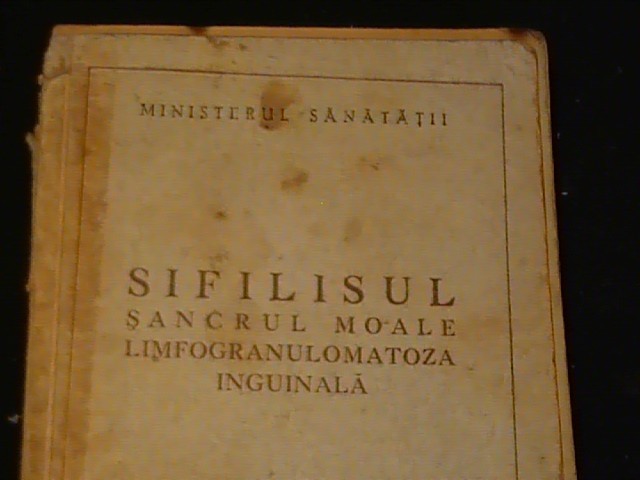 MINISTERUL SĂNĂTĂȚII
SIFILISUL
ȘANCRUL MOALE
LIMFOGRANULOMATOZA
INGUINALĂ